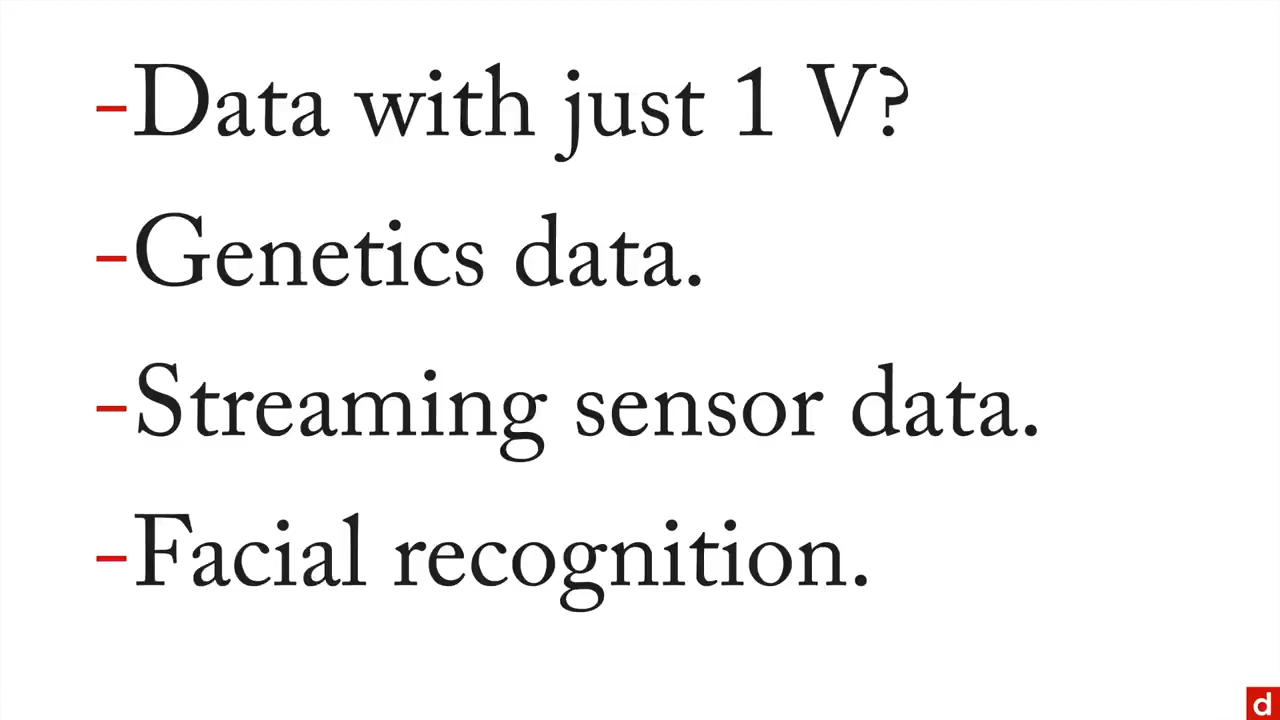 -Data with just 1 V?
-Genetics data.
-Streaming sensor data.
-Facial recognition.
d